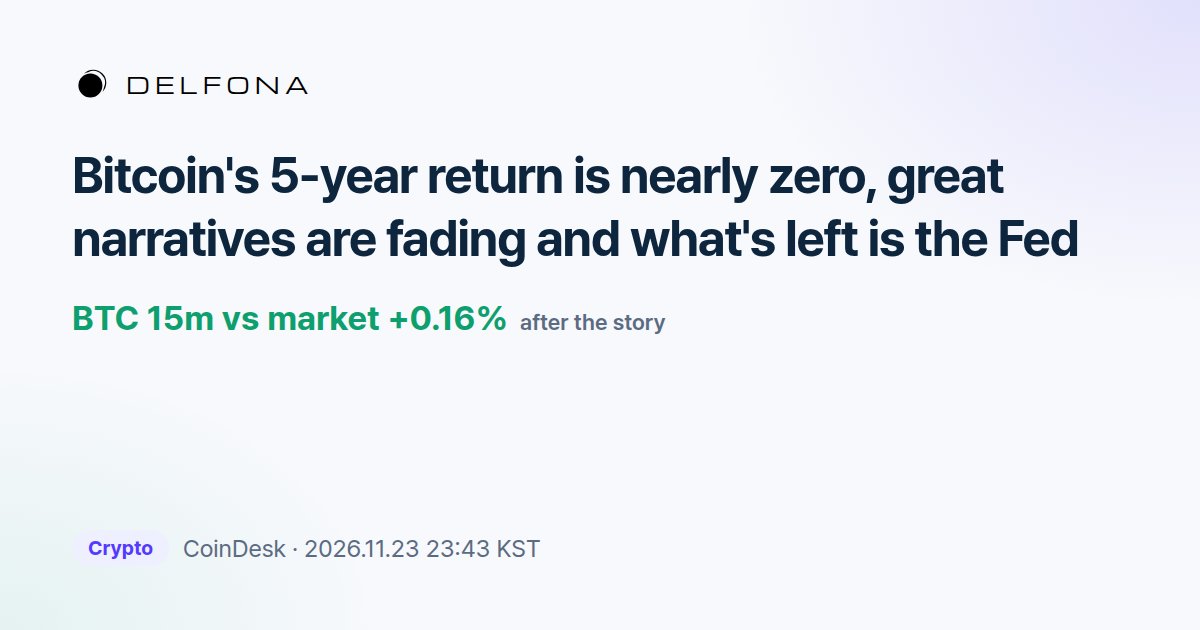 DELFONA
Bitcoin's 5-year return is nearly zero, great
narratives are fading and what's left is the Fed
BTC 15m vs market +0.16% after the story
Crypto CoinDesk · 2026.11.23 23:43 KST